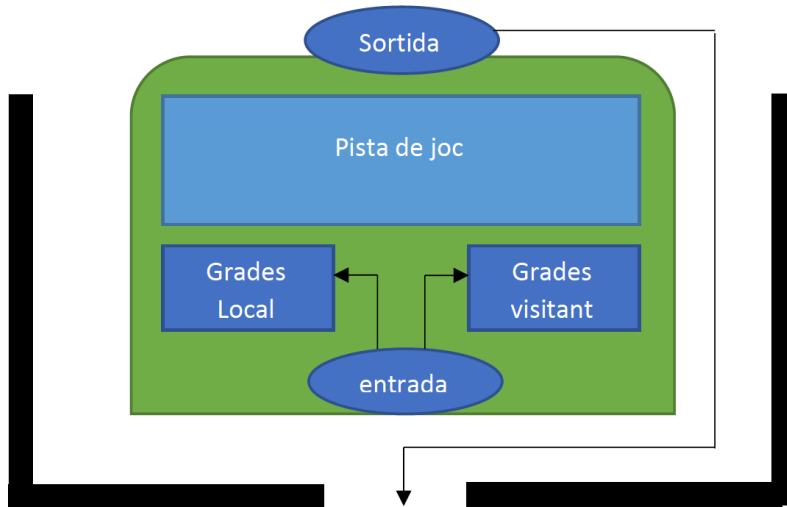 Sortida
Pista de joc
Grades
Local
Grades
visitant
entrada